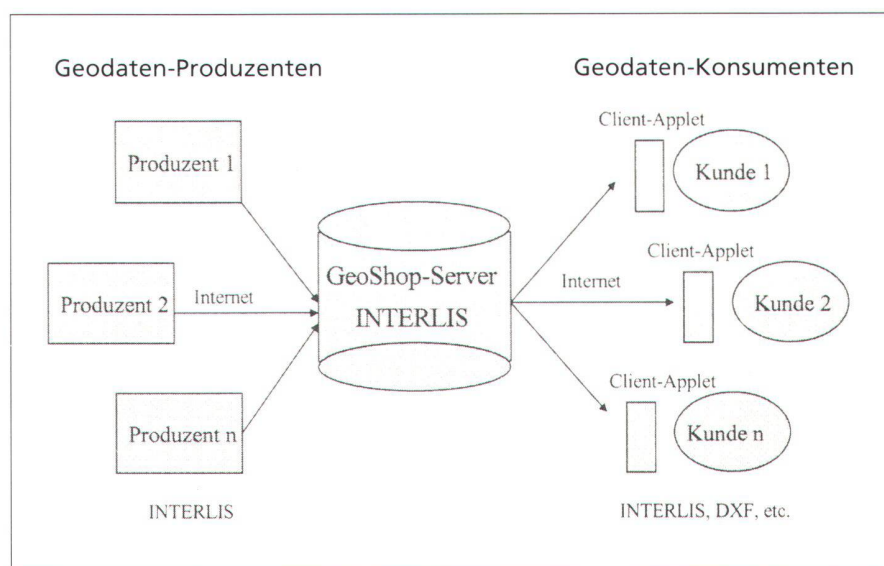 Geodaten-Produzenten
Geodaten-Konsumenten
Produzent 1
Produzent 2
Internet
Produzent n
INTERLIS
GeoShop-Server
INTERLIS
Internet
Client-Applet
Kunde 1
Client-Applet
Kunde 2
Client-Applet
Kunde n
INTERLIS, DXF, etc.